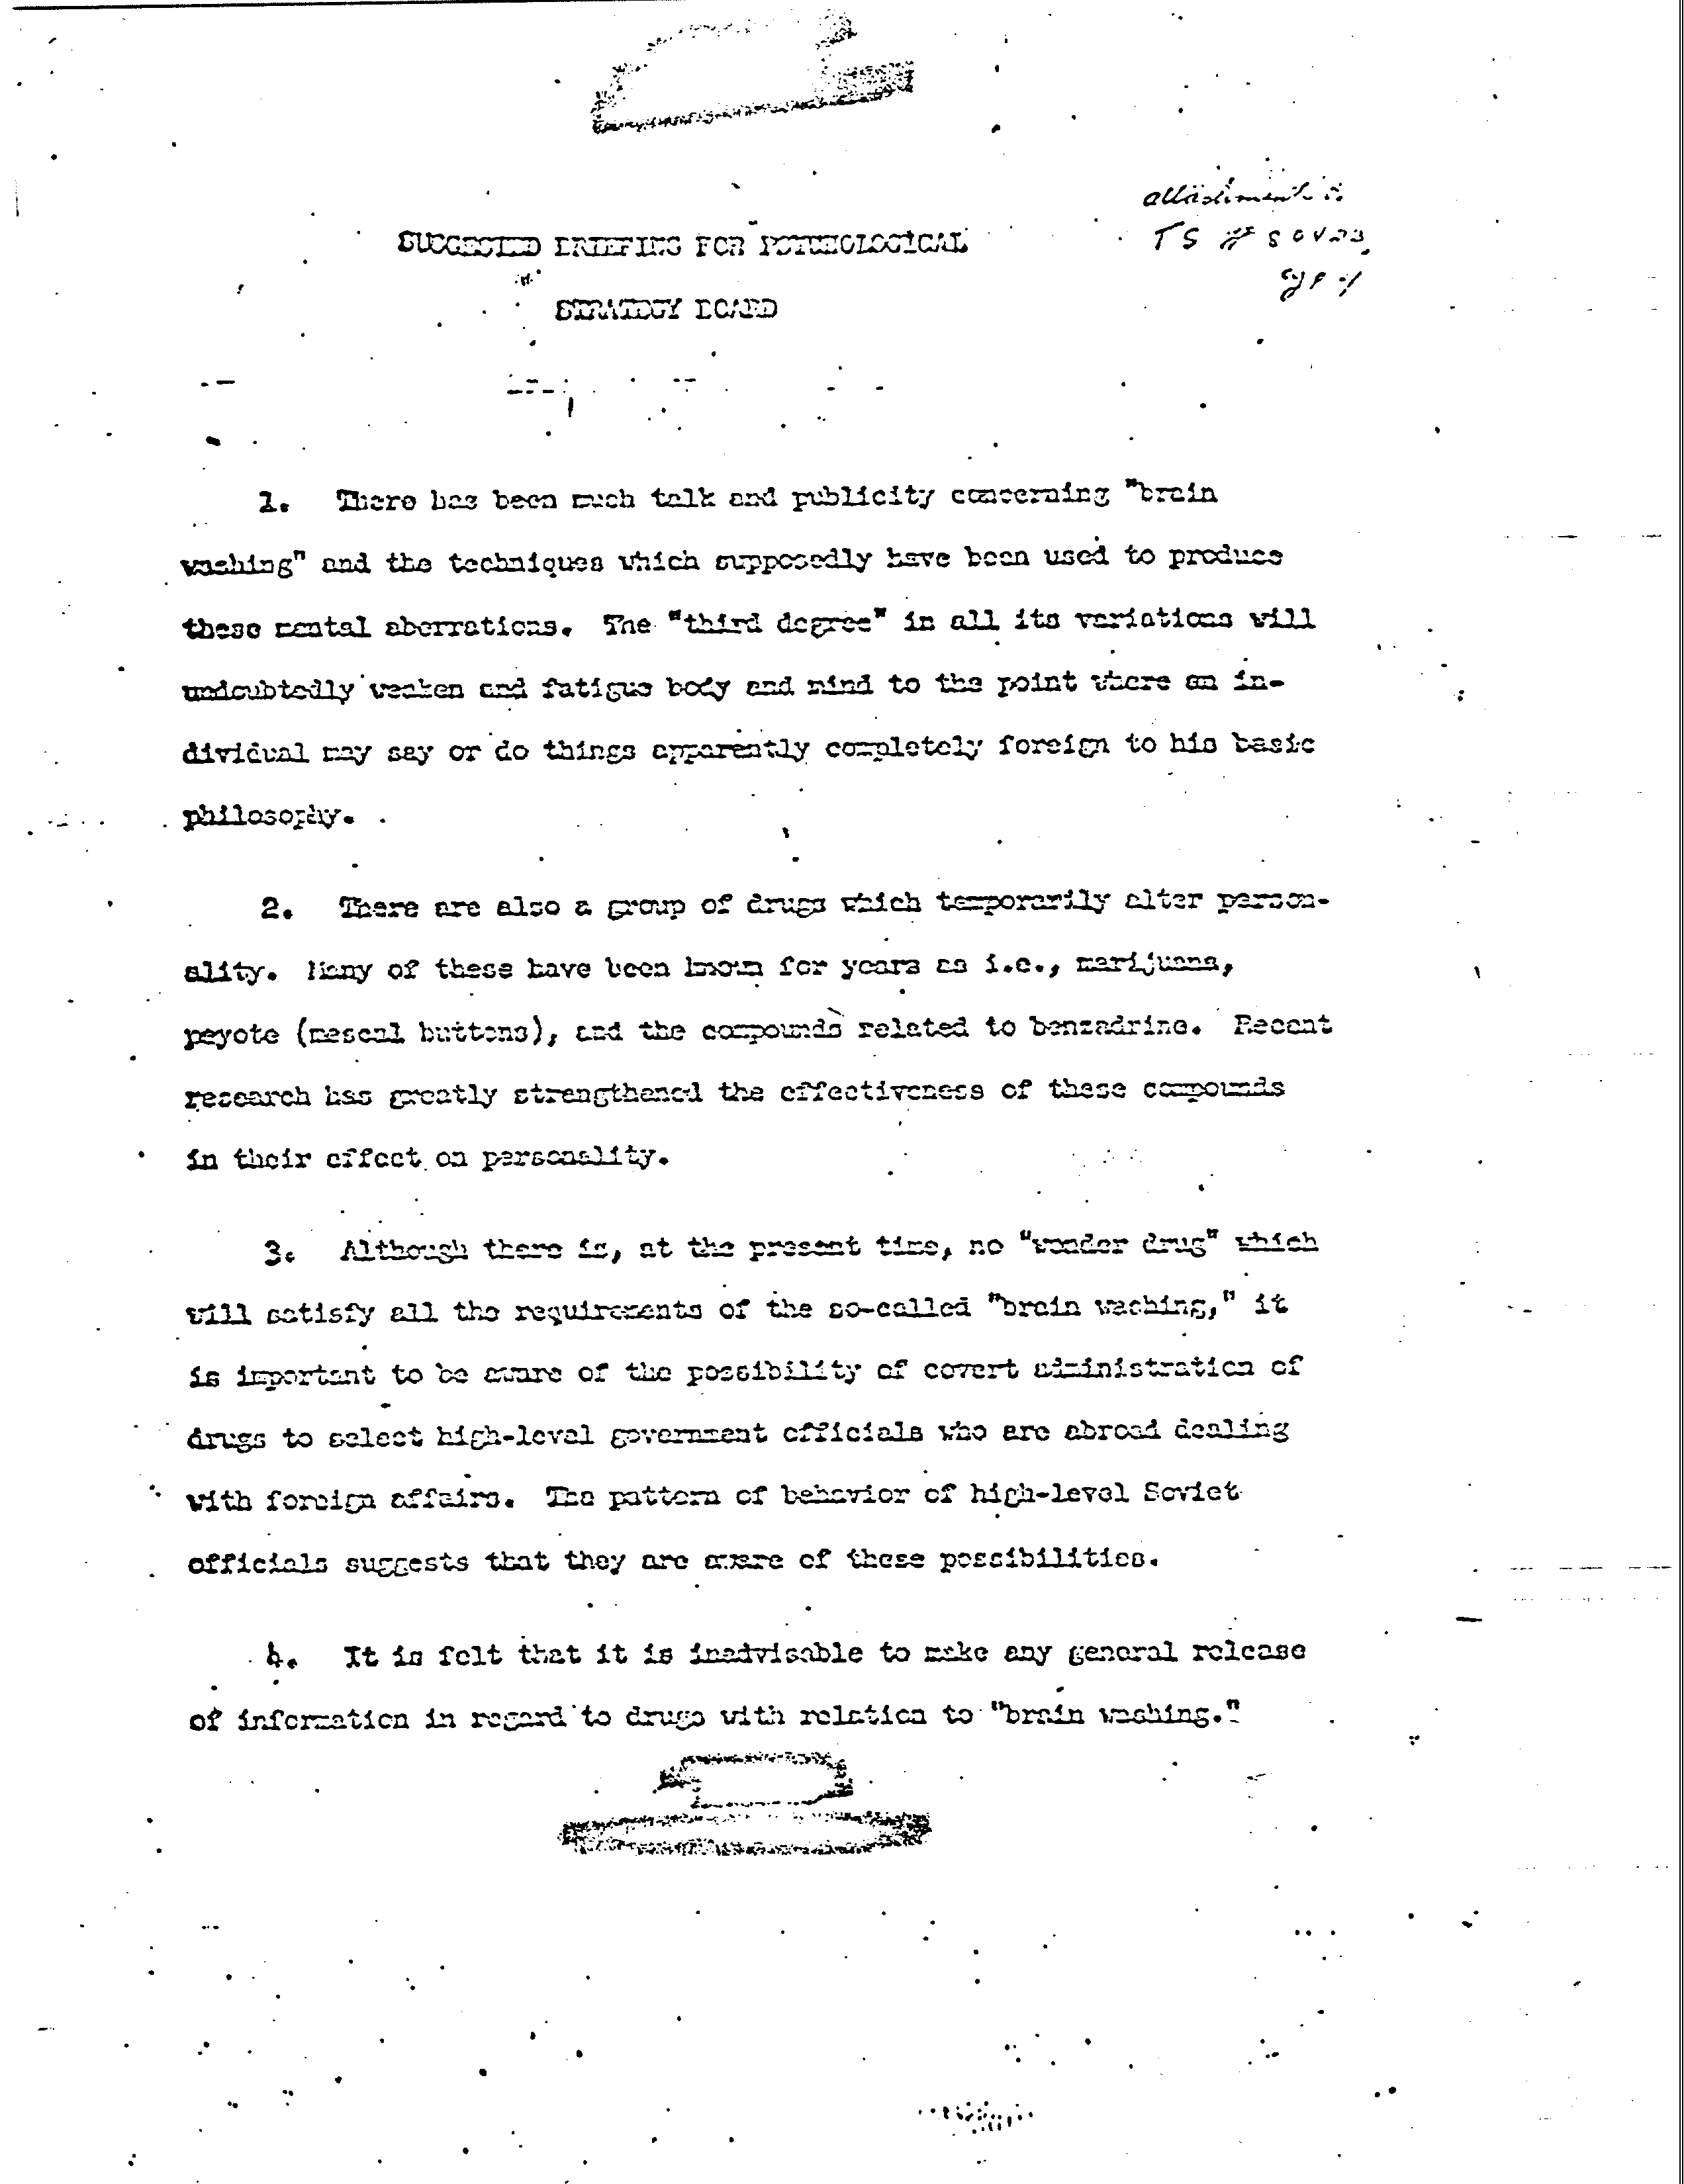 TS #
SUGGESTED BRIEFING FOR PSYCHOLOGICAL
STRATEGY BOARD
1. There has been much talk and publicity concerning "brain
washing" and the techniques which supposedly have been used to produce
these mental aberrations. The "third degree" in all its variations will
undoubtedly weaken and fatigue body and mind to the point where an in-
dividual may say or do things apparently completely foreign to his basic
philosophy.
2. There are also a group of drugs which temporarily alter person-
ality. Many of these have been known for years as i.e., marijuana,
peyote (mescal buttons), and the compounds related to benzadrine. Recent
research has greatly strengthened the effectiveness of these compounds
in their effect on personality.
3. Although there is, at the present time, no "wonder drug" which
will satisfy all the requirements of the so-called "brain washing," it
is important to be aware of the possibility of covert administration of
drugs to select high-level government officials who are abroad dealing
with foreign affairs. The pattern of behavior of high-level Soviet
officials suggests that they are aware of these possibilities.
4. It is felt that it is inadvisable to make any general release
of information in regard to drugs with relation to "brain washing."